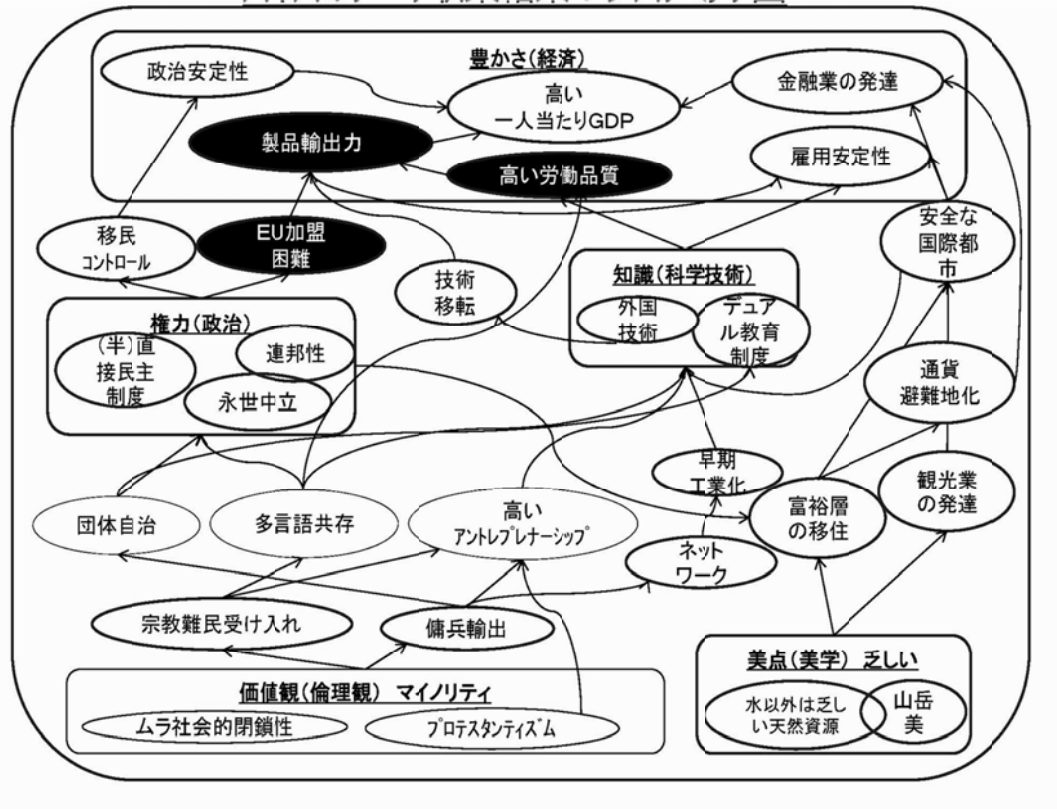 豊かさ(経済)
政治安定性
高い
一人当たりGDP
金融業の発達
製品輸出力
高い労働品質
雇用安定性
移民
コントロール
EU加盟
困難
技術
移転
知識(科学技術)
外国
技術
デュア
ル教育
制度
安全な
国際都
市
権力(政治)
(半)直
接民主
制度
連邦性
永世中立
通貨
避難地化
早期
工業化
富裕層
の移住
観光業
の発達
団体自治
多言語共存
高い
アントレプレナーシップ
ネット
ワーク
宗教難民受け入れ
傭兵輸出
価値観(倫理観) マイノリティ
ムラ社会的閉鎖性
プロテスタンティズム
美点(美学) 乏しい
水以外は乏し
い天然資源
山岳
美